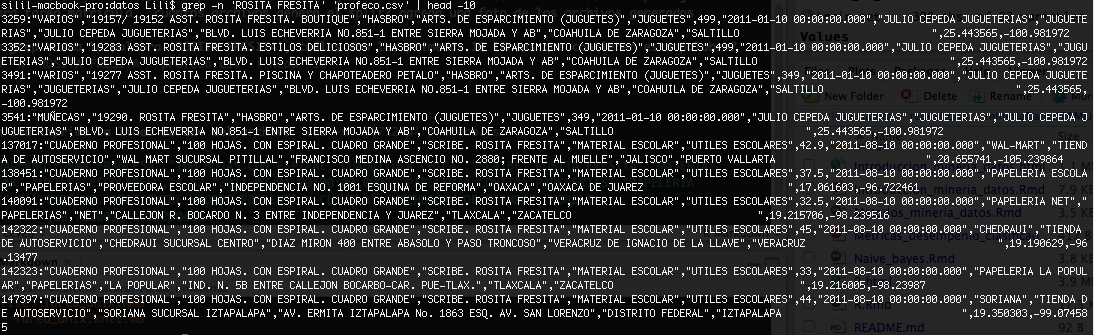 silil-macbook-pro:datos Lili$ grep -n 'ROSITA FRESITA' 'profeco.csv' | head -10
3259:"VARIOS","19157/ 19152 ASST. ROSITA FRESITA. BOUTIQUE","HASBRO","ARTS. DE ESPARCIMIENTO (JUGUETES)","JUGUETES",499,"2011-01-10 00:00:00.000","JULIO CEPEDA JUGUETERIAS","JUGUE
TERIAS","JULIO CEPEDA JUGUETERIAS","BLVD. LUIS ECHEVERRIA NO.851-1 ENTRE SIERRA MOJADA Y AB","COAHUILA DE ZARAGOZA","SALTILLO ",25.443565,-100.981972
3352:"VARIOS","19283 ASST. ROSITA FRESITA. ESTILOS DELICIOSOS","HASBRO","ARTS. DE ESPARCIMIENTO (JUGUETES)","JUGUETES",499,"2011-01-10 00:00:00.000","JULIO CEPEDA JUGUETERIAS","JUGU
ETERIAS","JULIO CEPEDA JUGUETERIAS","BLVD. LUIS ECHEVERRIA NO.851-1 ENTRE SIERRA MOJADA Y AB","COAHUILA DE ZARAGOZA","SALTILLO ",25.443565,-100.981972
3491:"VARIOS","19277 ASST. ROSITA FRESITA. PISCINA Y CHAPOTEADERO PETALO","HASBRO","ARTS. DE ESPARCIMIENTO (JUGUETES)","JUGUETES",349,"2011-01-10 00:00:00.000","JULIO CEPEDA JUGUETE
RIAS","JUGUETERIAS","JULIO CEPEDA JUGUETERIAS","BLVD. LUIS ECHEVERRIA NO.851-1 ENTRE SIERRA MOJADA Y AB","COAHUILA DE ZARAGOZA","SALTILLO ",25.443565,
-100.981972
3541:"MUÑECAS","19290. ROSITA FRESITA","HASBRO","ARTS. DE ESPARCIMIENTO (JUGUETES)","JUGUETES",349,"2011-01-10 00:00:00.000","JULIO CEPEDA JUGUETERIAS","JUGUETERIAS","JULIO CEPEDA J
UGUETERIAS","BLVD. LUIS ECHEVERRIA NO.851-1 ENTRE SIERRA MOJADA Y AB","COAHUILA DE ZARAGOZA","SALTILLO ",25.443565,-100.981972
137017:"CUADERNO PROFESIONAL","100 HOJAS. CON ESPIRAL. CUADRO GRANDE","SCRIBE. ROSITA FRESITA","MATERIAL ESCOLAR","UTILES ESCOLARES",42.9,"2011-08-10 00:00:00.000","WAL-MART","TIEND
A DE AUTOSERVICIO","WAL MART SUCURSAL PITILLAL","FRANCISCO MEDINA ASCENCIO NO. 2880; FRENTE AL MUELLE","JALISCO","PUERTO VALLARTA ",20.655741,-105.239864
138451:"CUADERNO PROFESIONAL","100 HOJAS. CON ESPIRAL. CUADRO GRANDE","SCRIBE. ROSITA FRESITA","MATERIAL ESCOLAR","UTILES ESCOLARES",37.5,"2011-08-10 00:00:00.000","PAPELERIA ESCOLA
R","PAPELERIAS","PROVEEDORA ESCOLAR","INDEPENDENCIA NO. 1001 ESQUINA DE REFORMA","OAXACA","OAXACA DE JUAREZ ",17.061603,-96.722461
140091:"CUADERNO PROFESIONAL","100 HOJAS. CON ESPIRAL. CUADRO GRANDE","SCRIBE. ROSITA FRESITA","MATERIAL ESCOLAR","UTILES ESCOLARES",32.5,"2011-08-10 00:00:00.000","PAPELERIA NET","
PAPELERIAS","NET","CALLEJON R. BOCARDO N. 3 ENTRE INDEPENDENCIA Y JUAREZ","TLAXCALA","ZACATELCO ",19.215706,-98.239516
142322:"CUADERNO PROFESIONAL","100 HOJAS. CON ESPIRAL. CUADRO GRANDE","SCRIBE. ROSITA FRESITA","MATERIAL ESCOLAR","UTILES ESCOLARES",45,"2011-08-10 00:00:00.000","CHEDRAUI","TIENDA
DE AUTOSERVICIO","CHEDRAUI SUCURSAL CENTRO","DIAZ MIRON 400 ENTRE ABASOLO Y PASO TRONCOSO","VERACRUZ DE IGNACIO DE LA LLAVE","VERACRUZ ",19.190629,-96
.13477
142323:"CUADERNO PROFESIONAL","100 HOJAS. CON ESPIRAL. CUADRO GRANDE","SCRIBE. ROSITA FRESITA","MATERIAL ESCOLAR","UTILES ESCOLARES",33,"2011-08-10 00:00:00.000","PAPELERIA LA POPUL
AR","PAPELERIAS","LA POPULAR","IND. N. 5B ENTRE CALLEJON BOCARBO-CAR. PUE-TLAX.","TLAXCALA","ZACATELCO ",19.216005,-98.23987
147397:"CUADERNO PROFESIONAL","100 HOJAS. CON ESPIRAL. CUADRO GRANDE","SCRIBE. ROSITA FRESITA","MATERIAL ESCOLAR","UTILES ESCOLARES",44,"2011-08-10 00:00:00.000","SORIANA","TIENDA D
E AUTOSERVICIO","SORIANA SUCURSAL IZTAPALAPA","AV. ERMITA IZTAPALAPA No. 1863 ESQ. AV. SAN LORENZO","DISTRITO FEDERAL","IZTAPALAPA ",19.350303,-99.07458
5
Values
New Folder
Delete
Rename
Size
Naive_bayes.Rmd
3.8 K
README.md
92 B